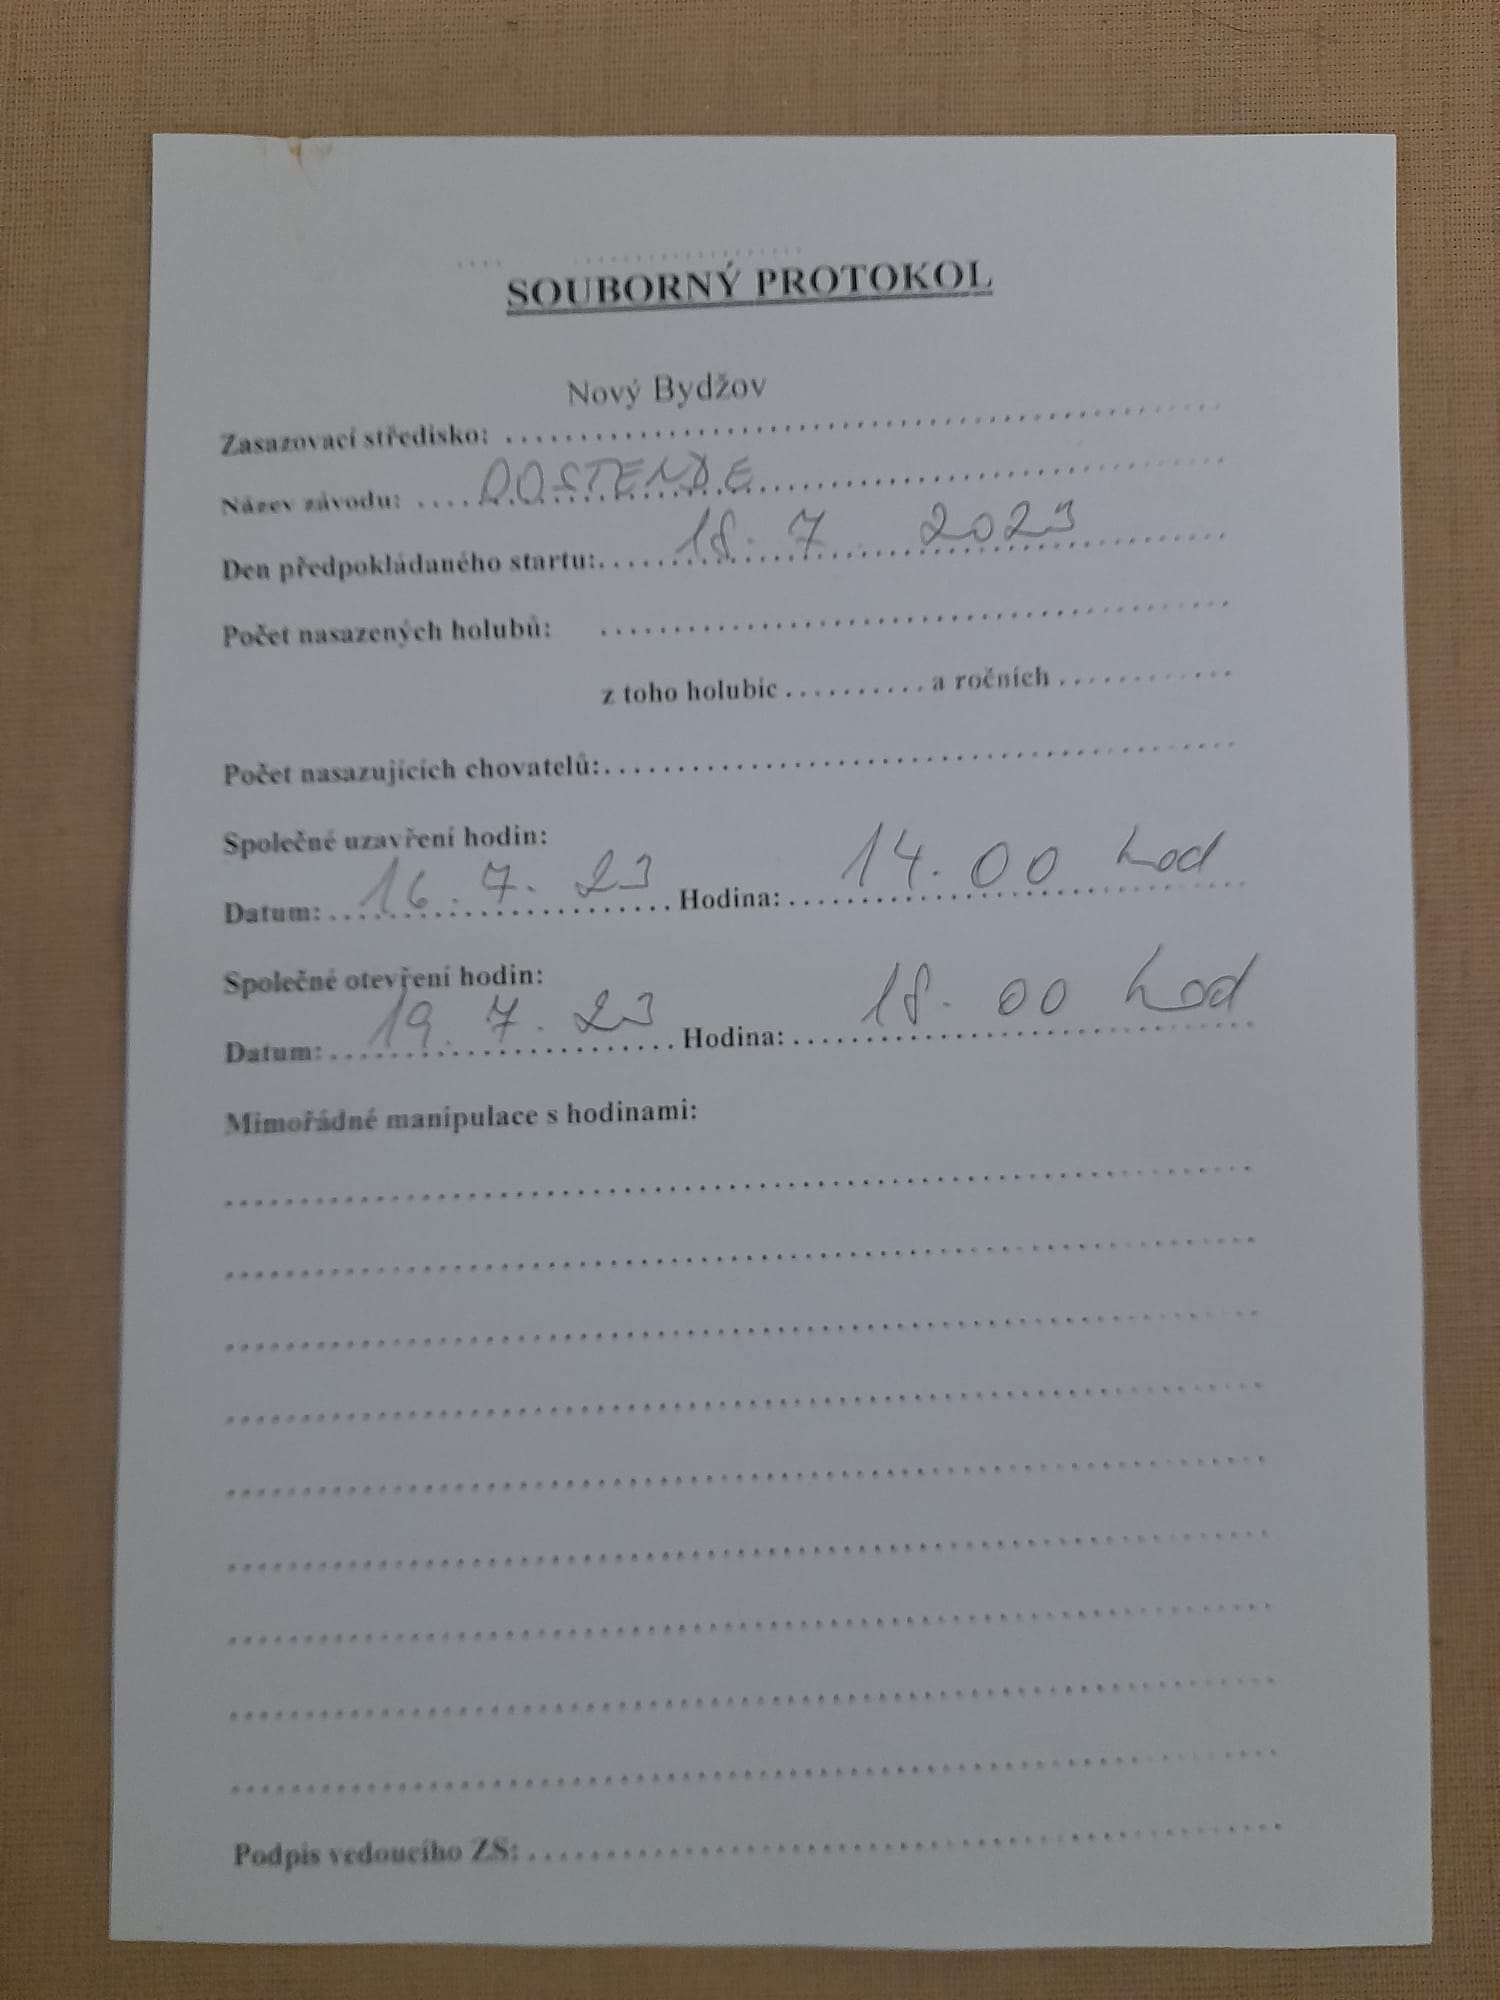 SOUBORNÝ PROTOKOL
Nový Bydžov
Zasazovací středisko: ........................................
Název závodu: .... OOSTENDE ........................................
Den předpokládaného startu: ..... 18. 7. 2023 ..............
Počet nasazených holubů: ........................................
z toho holubic .......... a ročních ............
Počet nasazujících chovatelů: ........................................
Společné uzavření hodin:
Datum: 16. 7. 23 Hodina: 14.00 hod
Společné otevření hodin:
Datum: 19. 7. 23 Hodina: 18.00 hod
Mimořádné manipulace s hodinami:
Podpis vedoucího ZS: ........................................